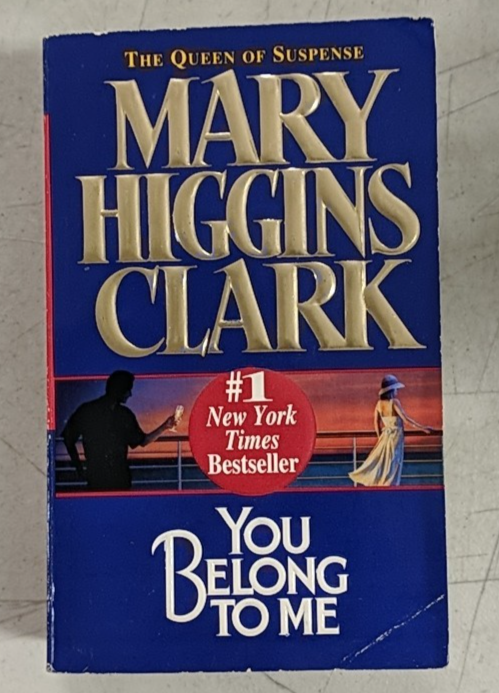 THE QUEEN OF SUSPENSE
MARY
HIGGINS
CLARK
#1
New York
Times
Bestseller
YOU
BELONG
TO ME